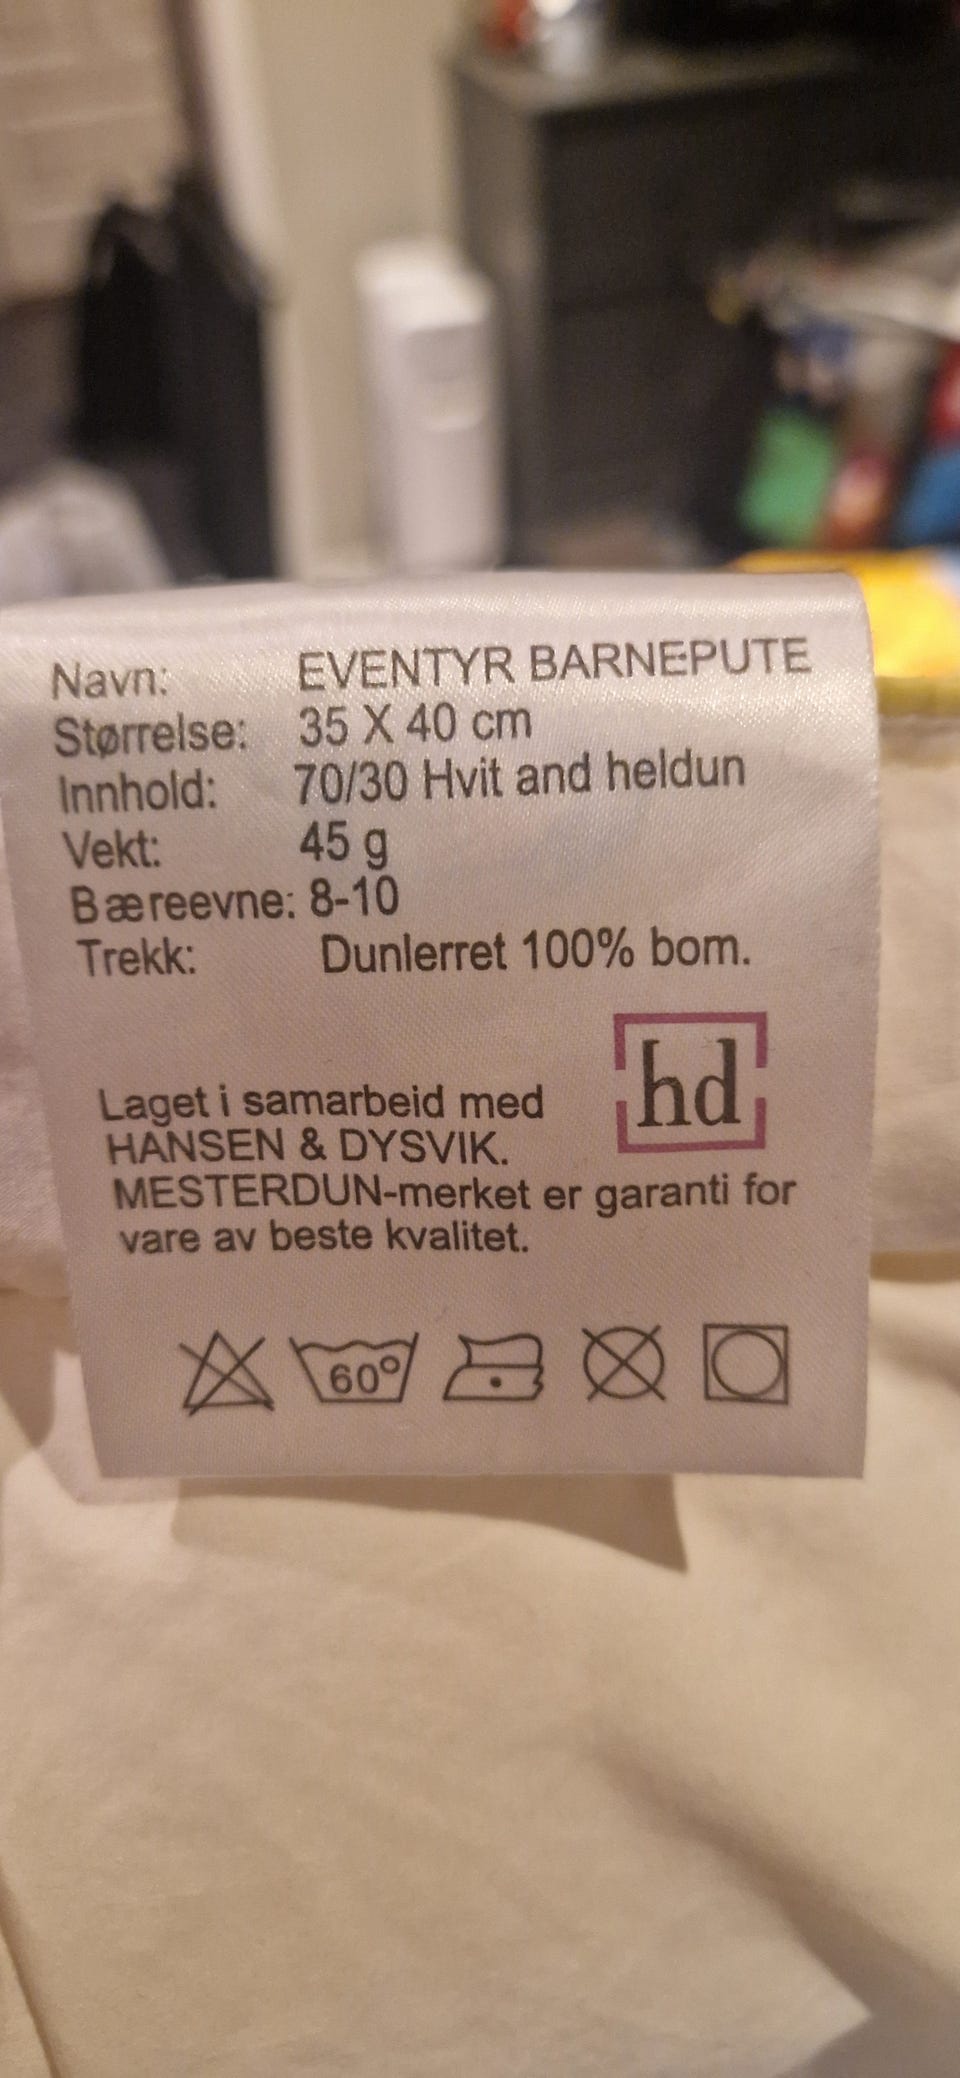 Navn: EVENTYR BARNEPUTE
Størrelse: 35 X 40 cm
Innhold: 70/30 Hvit and heldun
Vekt: 45 g
Bæreevne: 8-10
Trekk: Dunlerret 100% bom.
hd
Laget i samarbeid med
HANSEN & DYSVIK.
MESTERDUN-merket er garanti for
vare av beste kvalitet.
60°